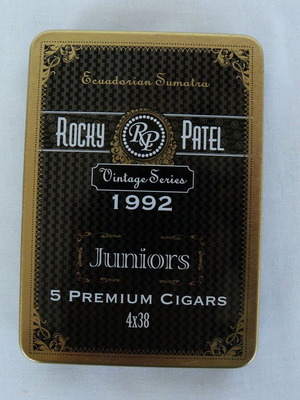 Ecuadorian Sumatra
ROCKY RP PATEL
Vintage Series
1992
Juniors
5 PREMIUM CIGARS
4x38